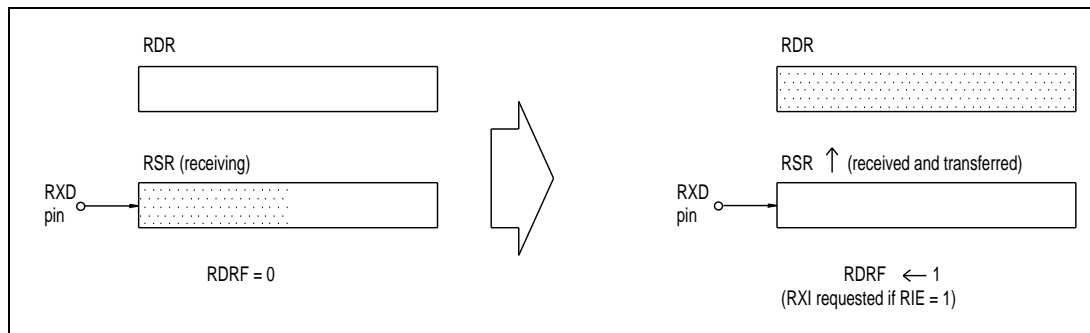 RDR
RSR (receiving)
RXD
pin
RDRF = 0
RDR
RSR ↑ (received and transferred)
RXD
pin
RDRF ← 1
(RXI requested if RIE = 1)